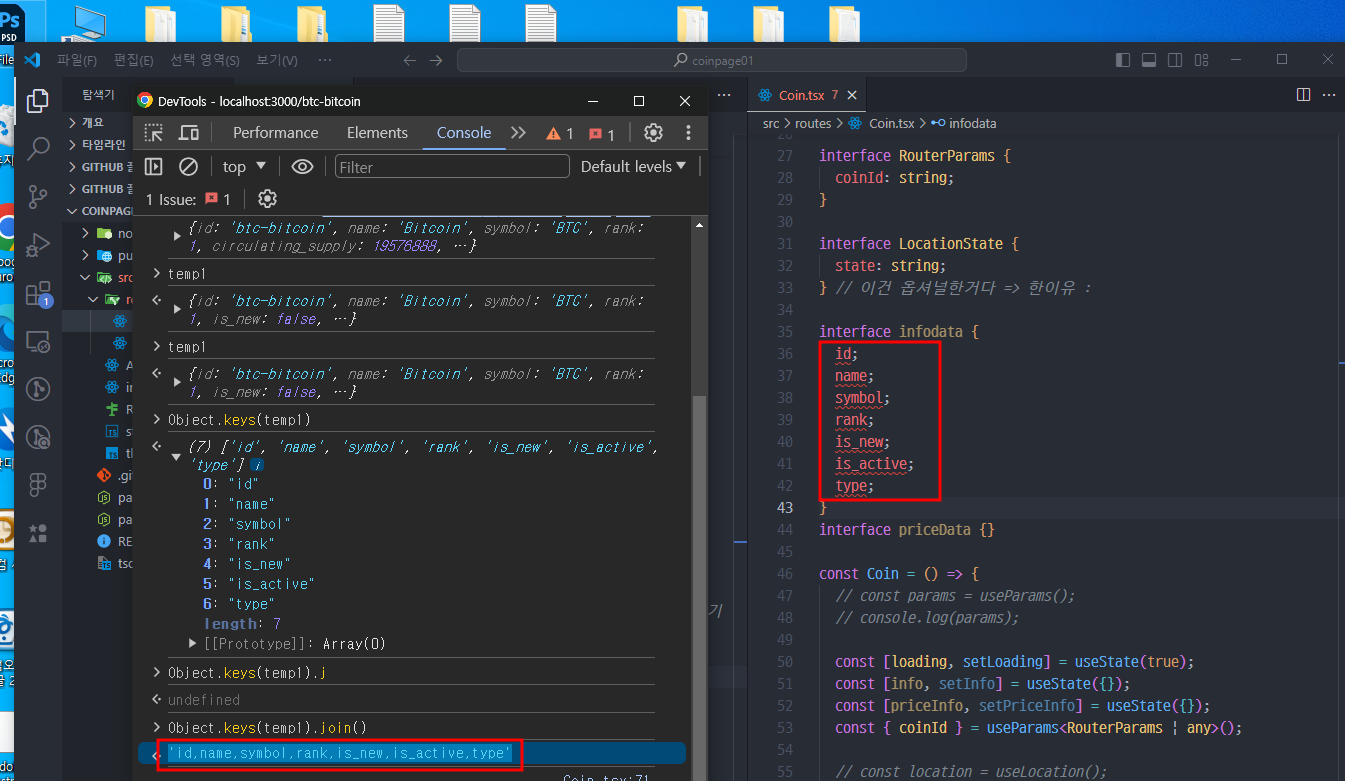 Ps
PSD
File
파일(F) 편집(E) 선택 영역(S) 보기(V) ··· coinpage01
탐색기
개요
타임라인
GITHUB
GITHUB
COINPAG
no
pu
src
A
in
R
.gi
pa
pa
RE
tsc
1
DevTools - localhost:3000/btc-bitcoin
Performance Elements Console 1 1
top Filter Default levels
1 Issue: 1
{id: 'btc-bitcoin', name: 'Bitcoin', symbol: 'BTC', rank:
1, circulating_supply: 19576888, …}
temp1
{id: 'btc-bitcoin', name: 'Bitcoin', symbol: 'BTC', rank:
1, is_new: false, …}
temp1
{id: 'btc-bitcoin', name: 'Bitcoin', symbol: 'BTC', rank:
1, is_new: false, …}
Object.keys(temp1)
(7) ['id', 'name', 'symbol', 'rank', 'is_new', 'is_active',
'type']
0: "id"
1: "name"
2: "symbol"
3: "rank"
4: "is_new"
5: "is_active"
6: "type"
length: 7
[[Prototype]]: Array(0)
Object.keys(temp1).j
undefined
Object.keys(temp1).join()
'id,name,symbol,rank,is_new,is_active,type'
Coin.tsx:71
기
Coin.tsx 7
src > routes > Coin.tsx > infodata
27 interface RouterParams {
28 coinId: string;
29 }
30
31 interface LocationState {
32 state: string;
33 } // 이건 옵셔널한거다 => 한이유 :
34
35 interface infodata {
36 id;
37 name;
38 symbol;
39 rank;
40 is_new;
41 is_active;
42 type;
43 }
44 interface priceData {}
45
46 const Coin = () => {
47 // const params = useParams();
48 // console.log(params);
49
50 const [loading, setLoading] = useState(true);
51 const [info, setInfo] = useState({});
52 const [priceInfo, setPriceInfo] = useState({});
53 const { coinId } = useParams<RouterParams | any>();
54
55 // const location = useLocation();